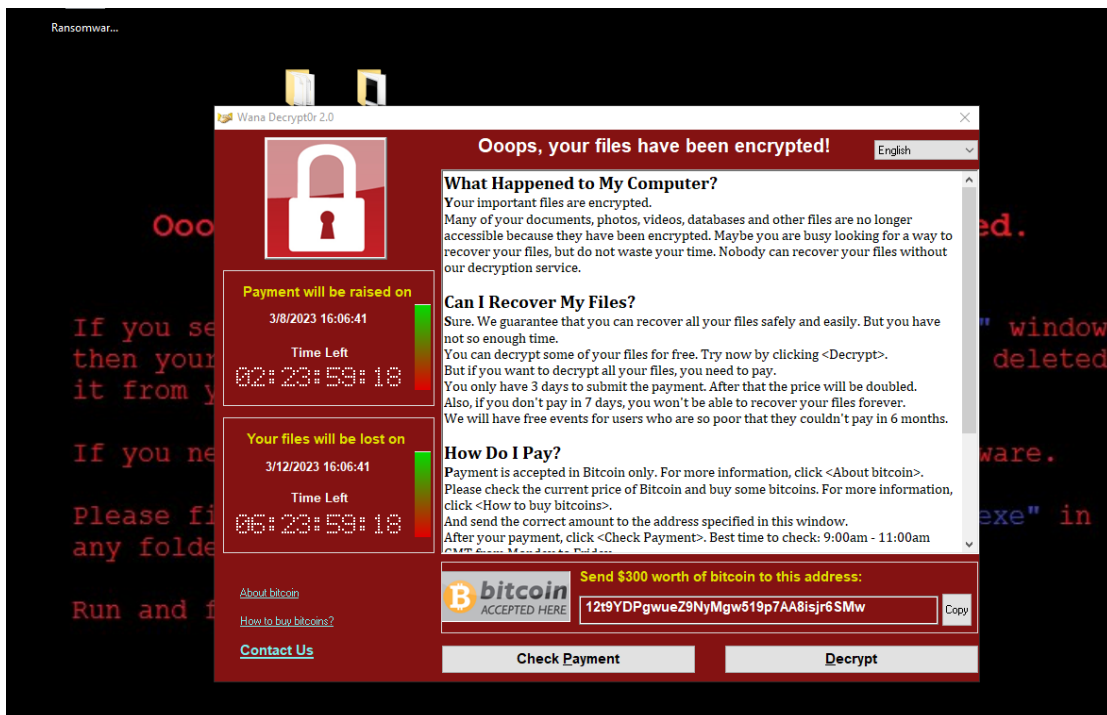 Ransomwar...
Wana Decrypt0r 2.0
Ooops, your files have been encrypted!
English
What Happened to My Computer?
Your important files are encrypted.
Many of your documents, photos, videos, databases and other files are no longer
accessible because they have been encrypted. Maybe you are busy looking for a way to
recover your files, but do not waste your time. Nobody can recover your files without
our decryption service.
Can I Recover My Files?
Sure. We guarantee that you can recover all your files safely and easily. But you have
not so enough time.
You can decrypt some of your files for free. Try now by clicking <Decrypt>.
But if you want to decrypt all your files, you need to pay.
You only have 3 days to submit the payment. After that the price will be doubled.
Also, if you don't pay in 7 days, you won't be able to recover your files forever.
We will have free events for users who are so poor that they couldn't pay in 6 months.
How Do I Pay?
Payment is accepted in Bitcoin only. For more information, click <About bitcoin>.
Please check the current price of Bitcoin and buy some bitcoins. For more information,
click <How to buy bitcoins>.
And send the correct amount to the address specified in this window.
After your payment, click <Check Payment>. Best time to check: 9:00am - 11:00am
GMT from Monday to Friday.
Payment will be raised on
3/8/2023 16:06:41
Time Left
02:23:59:18
Your files will be lost on
3/12/2023 16:06:41
Time Left
06:23:59:18
About bitcoin
How to buy bitcoins?
Contact Us
bitcoin
ACCEPTED HERE
Send $300 worth of bitcoin to this address:
12t9YDPgwueZ9NyMgw519p7AA8isjr6SMw
Copy
Check Payment
Decrypt
Ooo
ed.
If you se
" window
then your
deleted
it from y
If you ne
ware.
Please fi
exe" in
any folde
Run and f